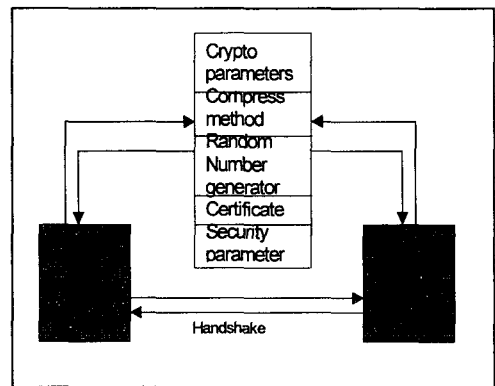 Crypto
parameters
Compress
method
Random
Number
generator
Certificate
Security
parameter
Handshake